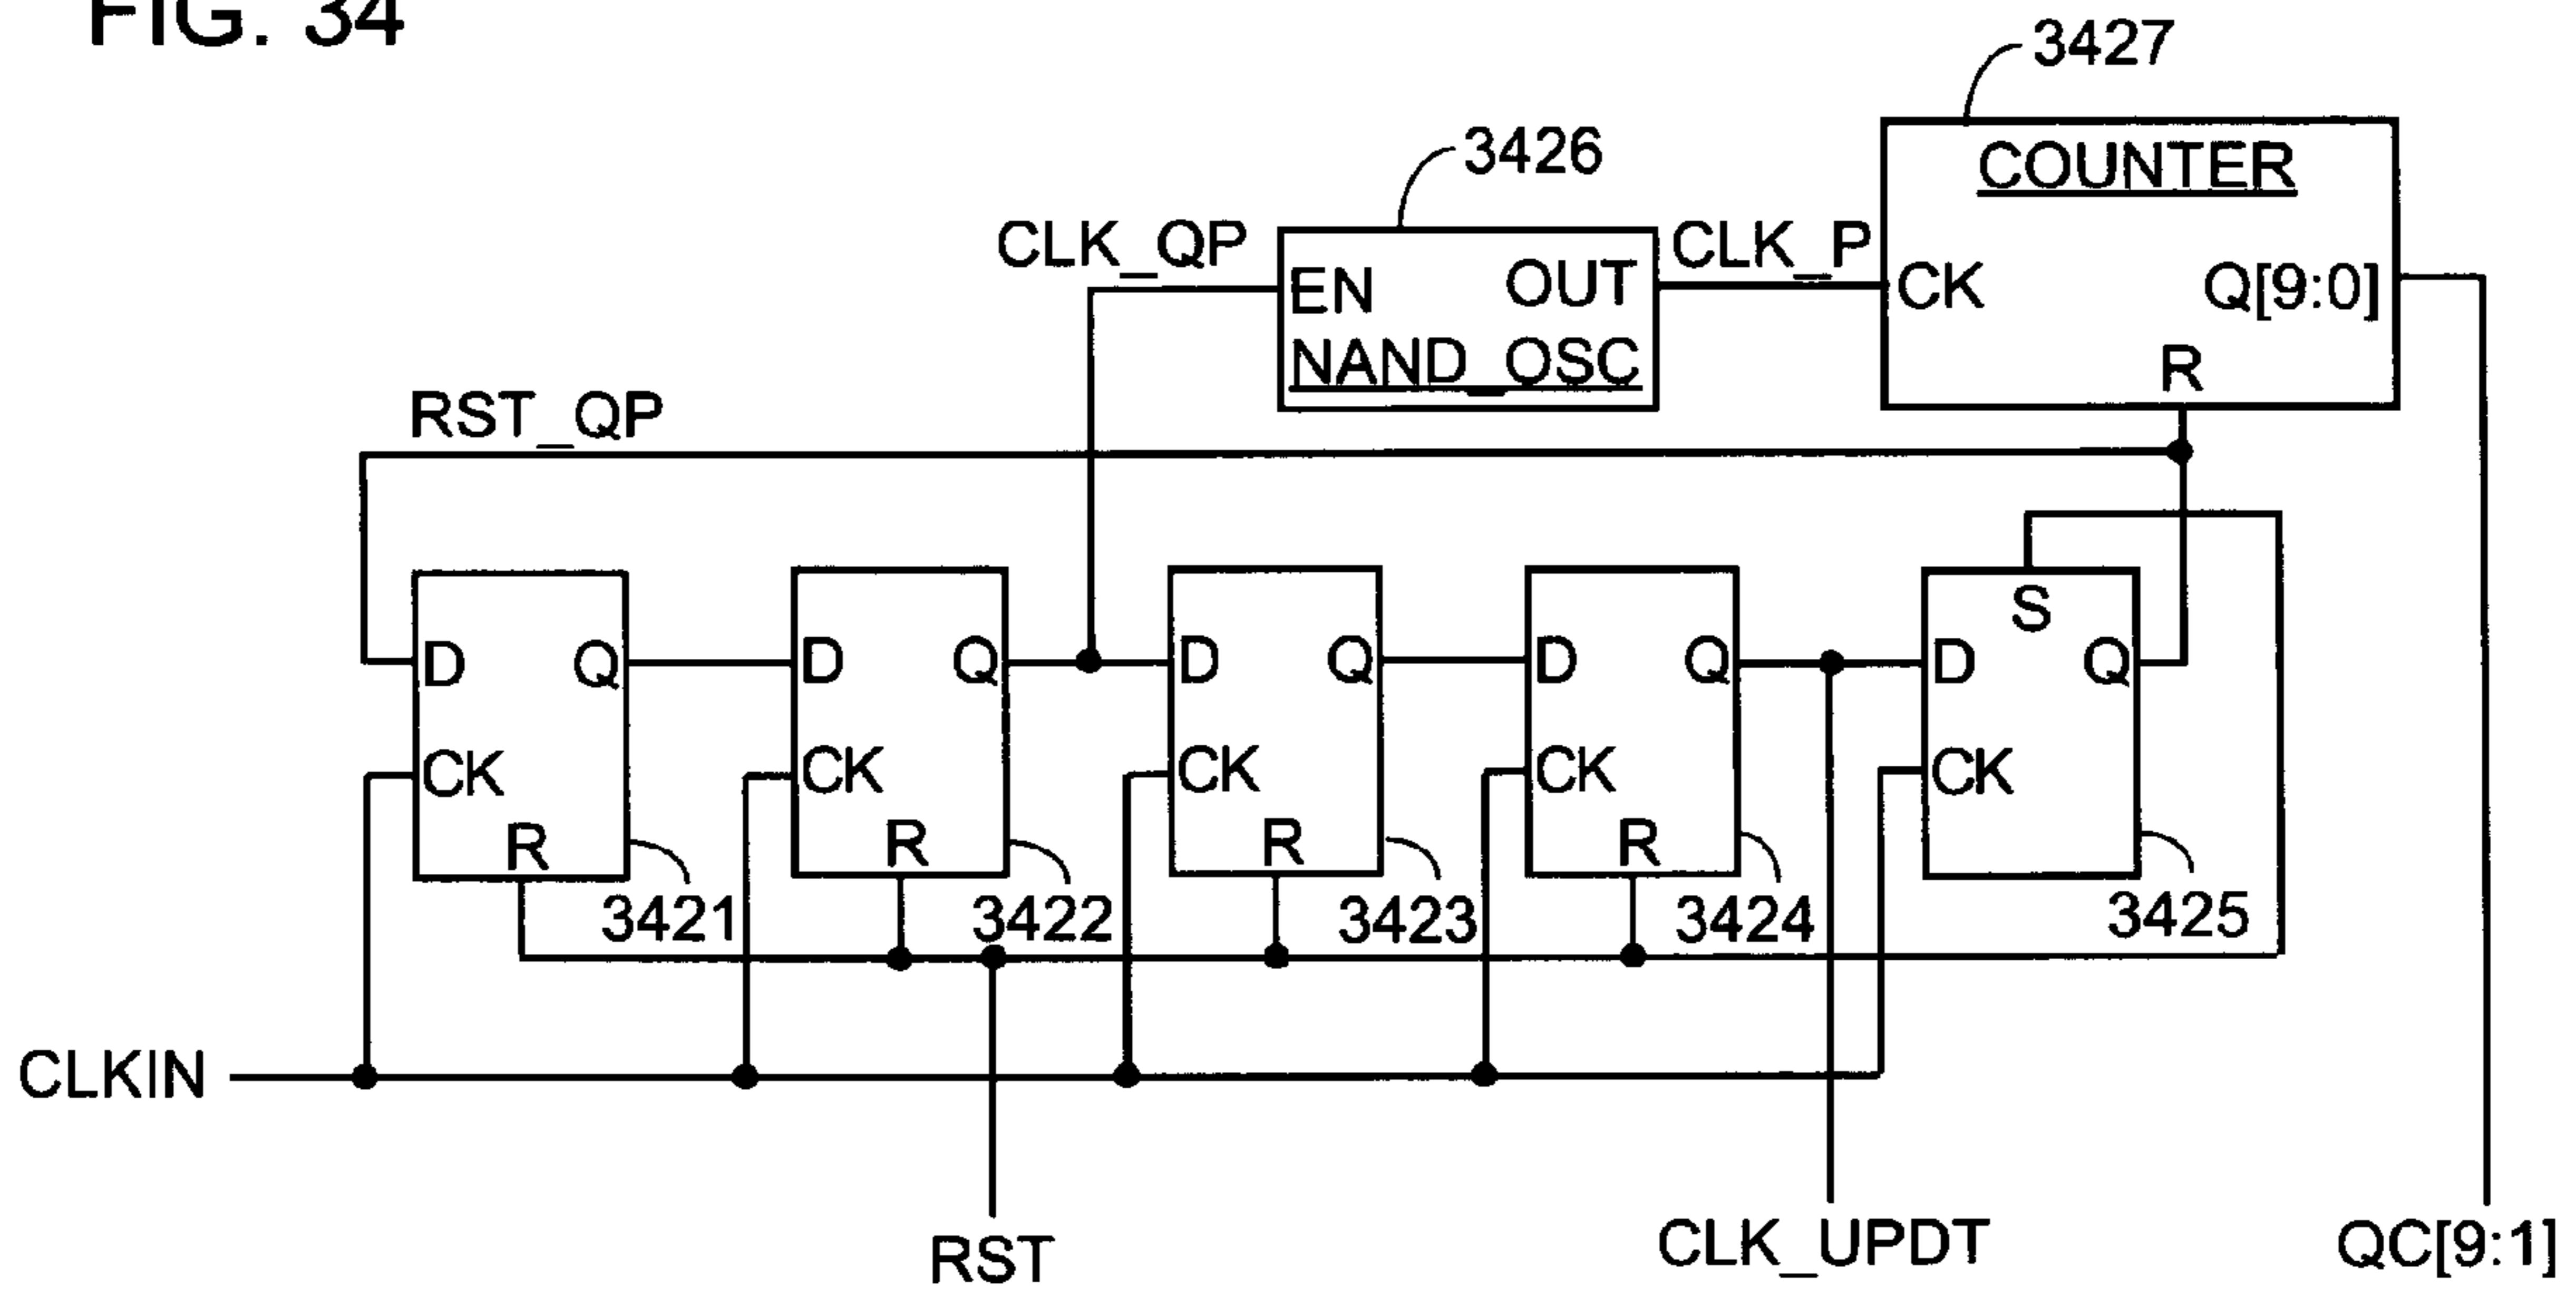 FIG. 34
3427
3426
COUNTER
CLK_QP
CLK_P
EN
OUT
CK
Q[9:0]
NAND_OSC
R
RST_QP
S
D
Q
D
Q
D
Q
D
Q
D
Q
CK
CK
CK
CK
CK
R
R
R
R
3421
3422
3423
3424
3425
CLKIN
RST
CLK_UPDT
QC[9:1]